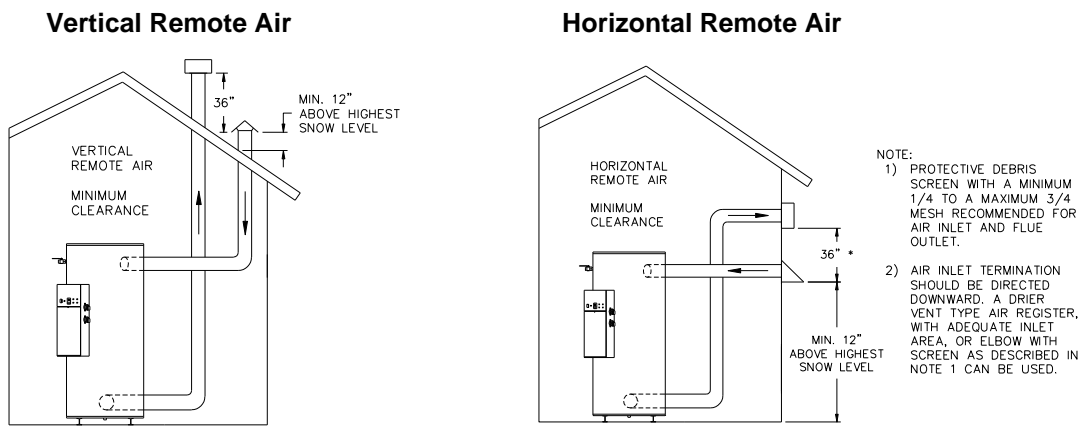 Vertical Remote Air
36"
MIN. 12"
ABOVE HIGHEST
SNOW LEVEL
VERTICAL
REMOTE AIR
MINIMUM
CLEARANCE
Horizontal Remote Air
HORIZONTAL
REMOTE AIR
MINIMUM
CLEARANCE
36" *
MIN. 12"
ABOVE HIGHEST
SNOW LEVEL
NOTE:
1) PROTECTIVE DEBRIS
SCREEN WITH A MINIMUM
1/4 TO A MAXIMUM 3/4
MESH RECOMMENDED FOR
AIR INLET AND FLUE
OUTLET.
2) AIR INLET TERMINATION
SHOULD BE DIRECTED
DOWNWARD. A DRIER
VENT TYPE AIR REGISTER,
WITH ADEQUATE INLET
AREA, OR ELBOW WITH
SCREEN AS DESCRIBED IN
NOTE 1 CAN BE USED.